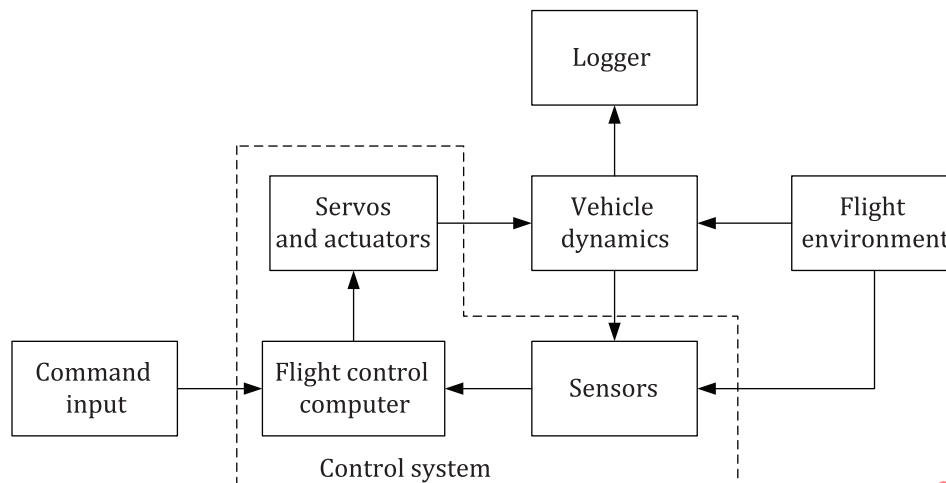 Logger
Servos
and actuators
Vehicle
dynamics
Flight
environment
Command
input
Flight control
computer
Sensors
Control system